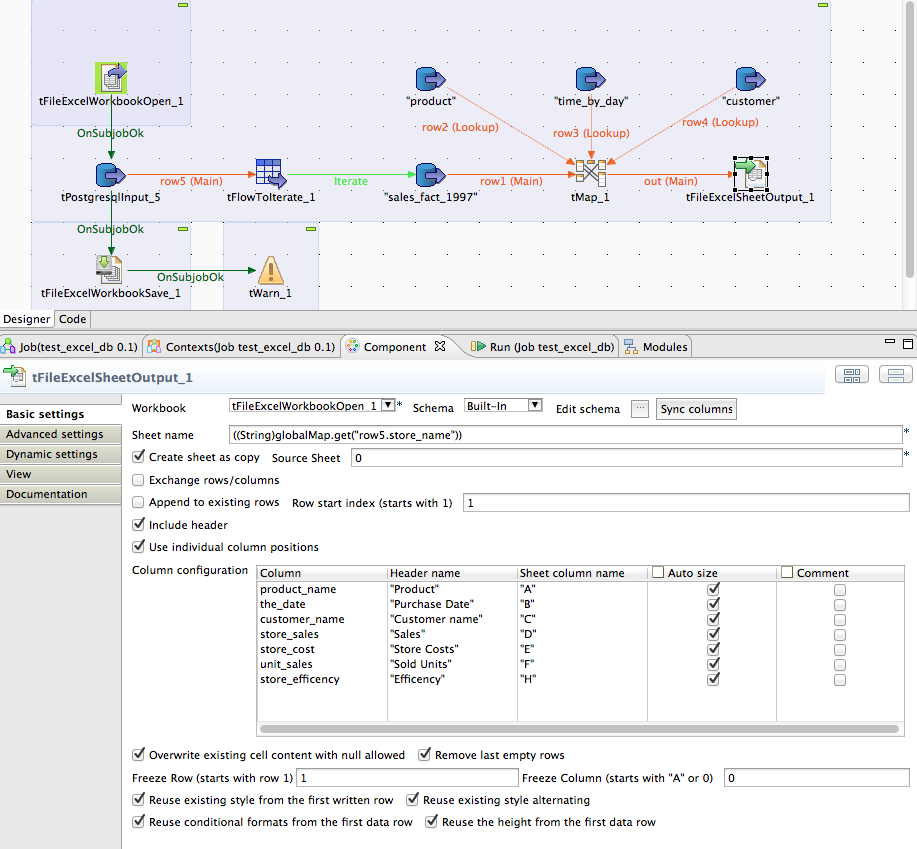 tFileExcelWorkbookOpen_1
"product"
"time_by_day"
"customer"
OnSubjobOk
row2 (Lookup)
row3 (Lookup)
row4 (Lookup)
row5 (Main)
Iterate
row1 (Main)
out (Main)
tPostgresqlInput_5
tFlowToIterate_1
"sales_fact_1997"
tMap_1
tFileExcelSheetOutput_1
OnSubjobOk
OnSubjobOk
tFileExcelWorkbookSave_1
tWarn_1
Designer Code
Job(test_excel_db 0.1) Contexts(Job test_excel_db 0.1) Component Run (Job test_excel_db) Modules
tFileExcelSheetOutput_1
Basic settings
Advanced settings
Dynamic settings
View
Documentation
Workbook tFileExcelWorkbookOpen_1 * Schema Built-In Edit schema ... Sync columns
Sheet name ((String)globalMap.get("row5.store_name")) *
Create sheet as copy Source Sheet 0 *
Exchange rows/columns
Append to existing rows Row start index (starts with 1) 1
Include header
Use individual column positions
Column configuration
Column Header name Sheet column name Auto size Comment
product_name "Product" "A"
the_date "Purchase Date" "B"
customer_name "Customer name" "C"
store_sales "Sales" "D"
store_cost "Store Costs" "E"
unit_sales "Sold Units" "F"
store_efficency "Efficency" "H"
Overwrite existing cell content with null allowed Remove last empty rows
Freeze Row (starts with row 1) 1 Freeze Column (starts with "A" or 0) 0
Reuse existing style from the first written row Reuse existing style alternating
Reuse conditional formats from the first data row Reuse the height from the first data row